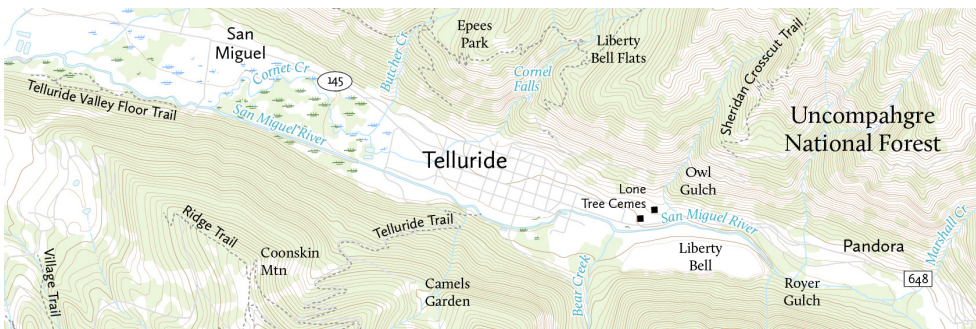 San
Miguel
Epees
Park
Liberty
Bell Flats
Butcher Cr
Cornet Cr
145
Cornel
Falls
Sheridan Crosscut Trail
Telluride Valley Floor Trail
San Miguel River
Uncompahgre
National Forest
Telluride
Owl
Gulch
Lone
Tree Cemes
San Miguel River
Ridge Trail
Telluride Trail
Marshall Cr
Village Trail
Coonskin
Mtn
Liberty
Bell
Pandora
Camels
Garden
Bear Creek
Royer
Gulch
648